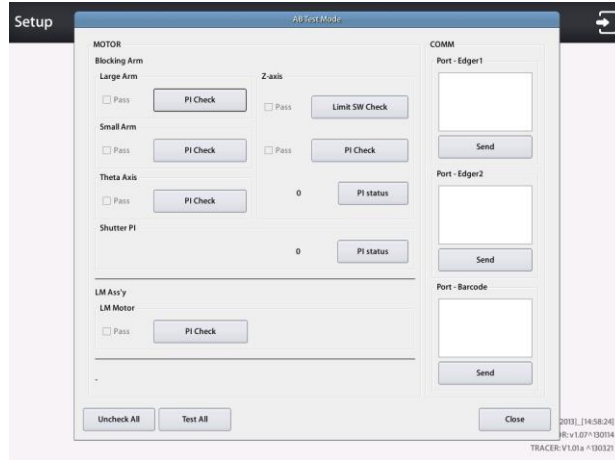 Setup
AB Test Mode
MOTOR
Blocking Arm
Large Arm
Pass
PI Check
Small Arm
Pass
PI Check
Theta Axis
Pass
PI Check
Shutter PI
0
PI status
Z-axis
Pass
Limit SW Check
Pass
PI Check
0
PI status
LM Ass'y
LM Motor
Pass
PI Check
-
COMM
Port - Edger1
Send
Port - Edger2
Send
Port - Barcode
Send
Uncheck All
Test All
Close
2013]_[14:58:24]
R: v1.07^130114
TRACER: V1.01a ^130321